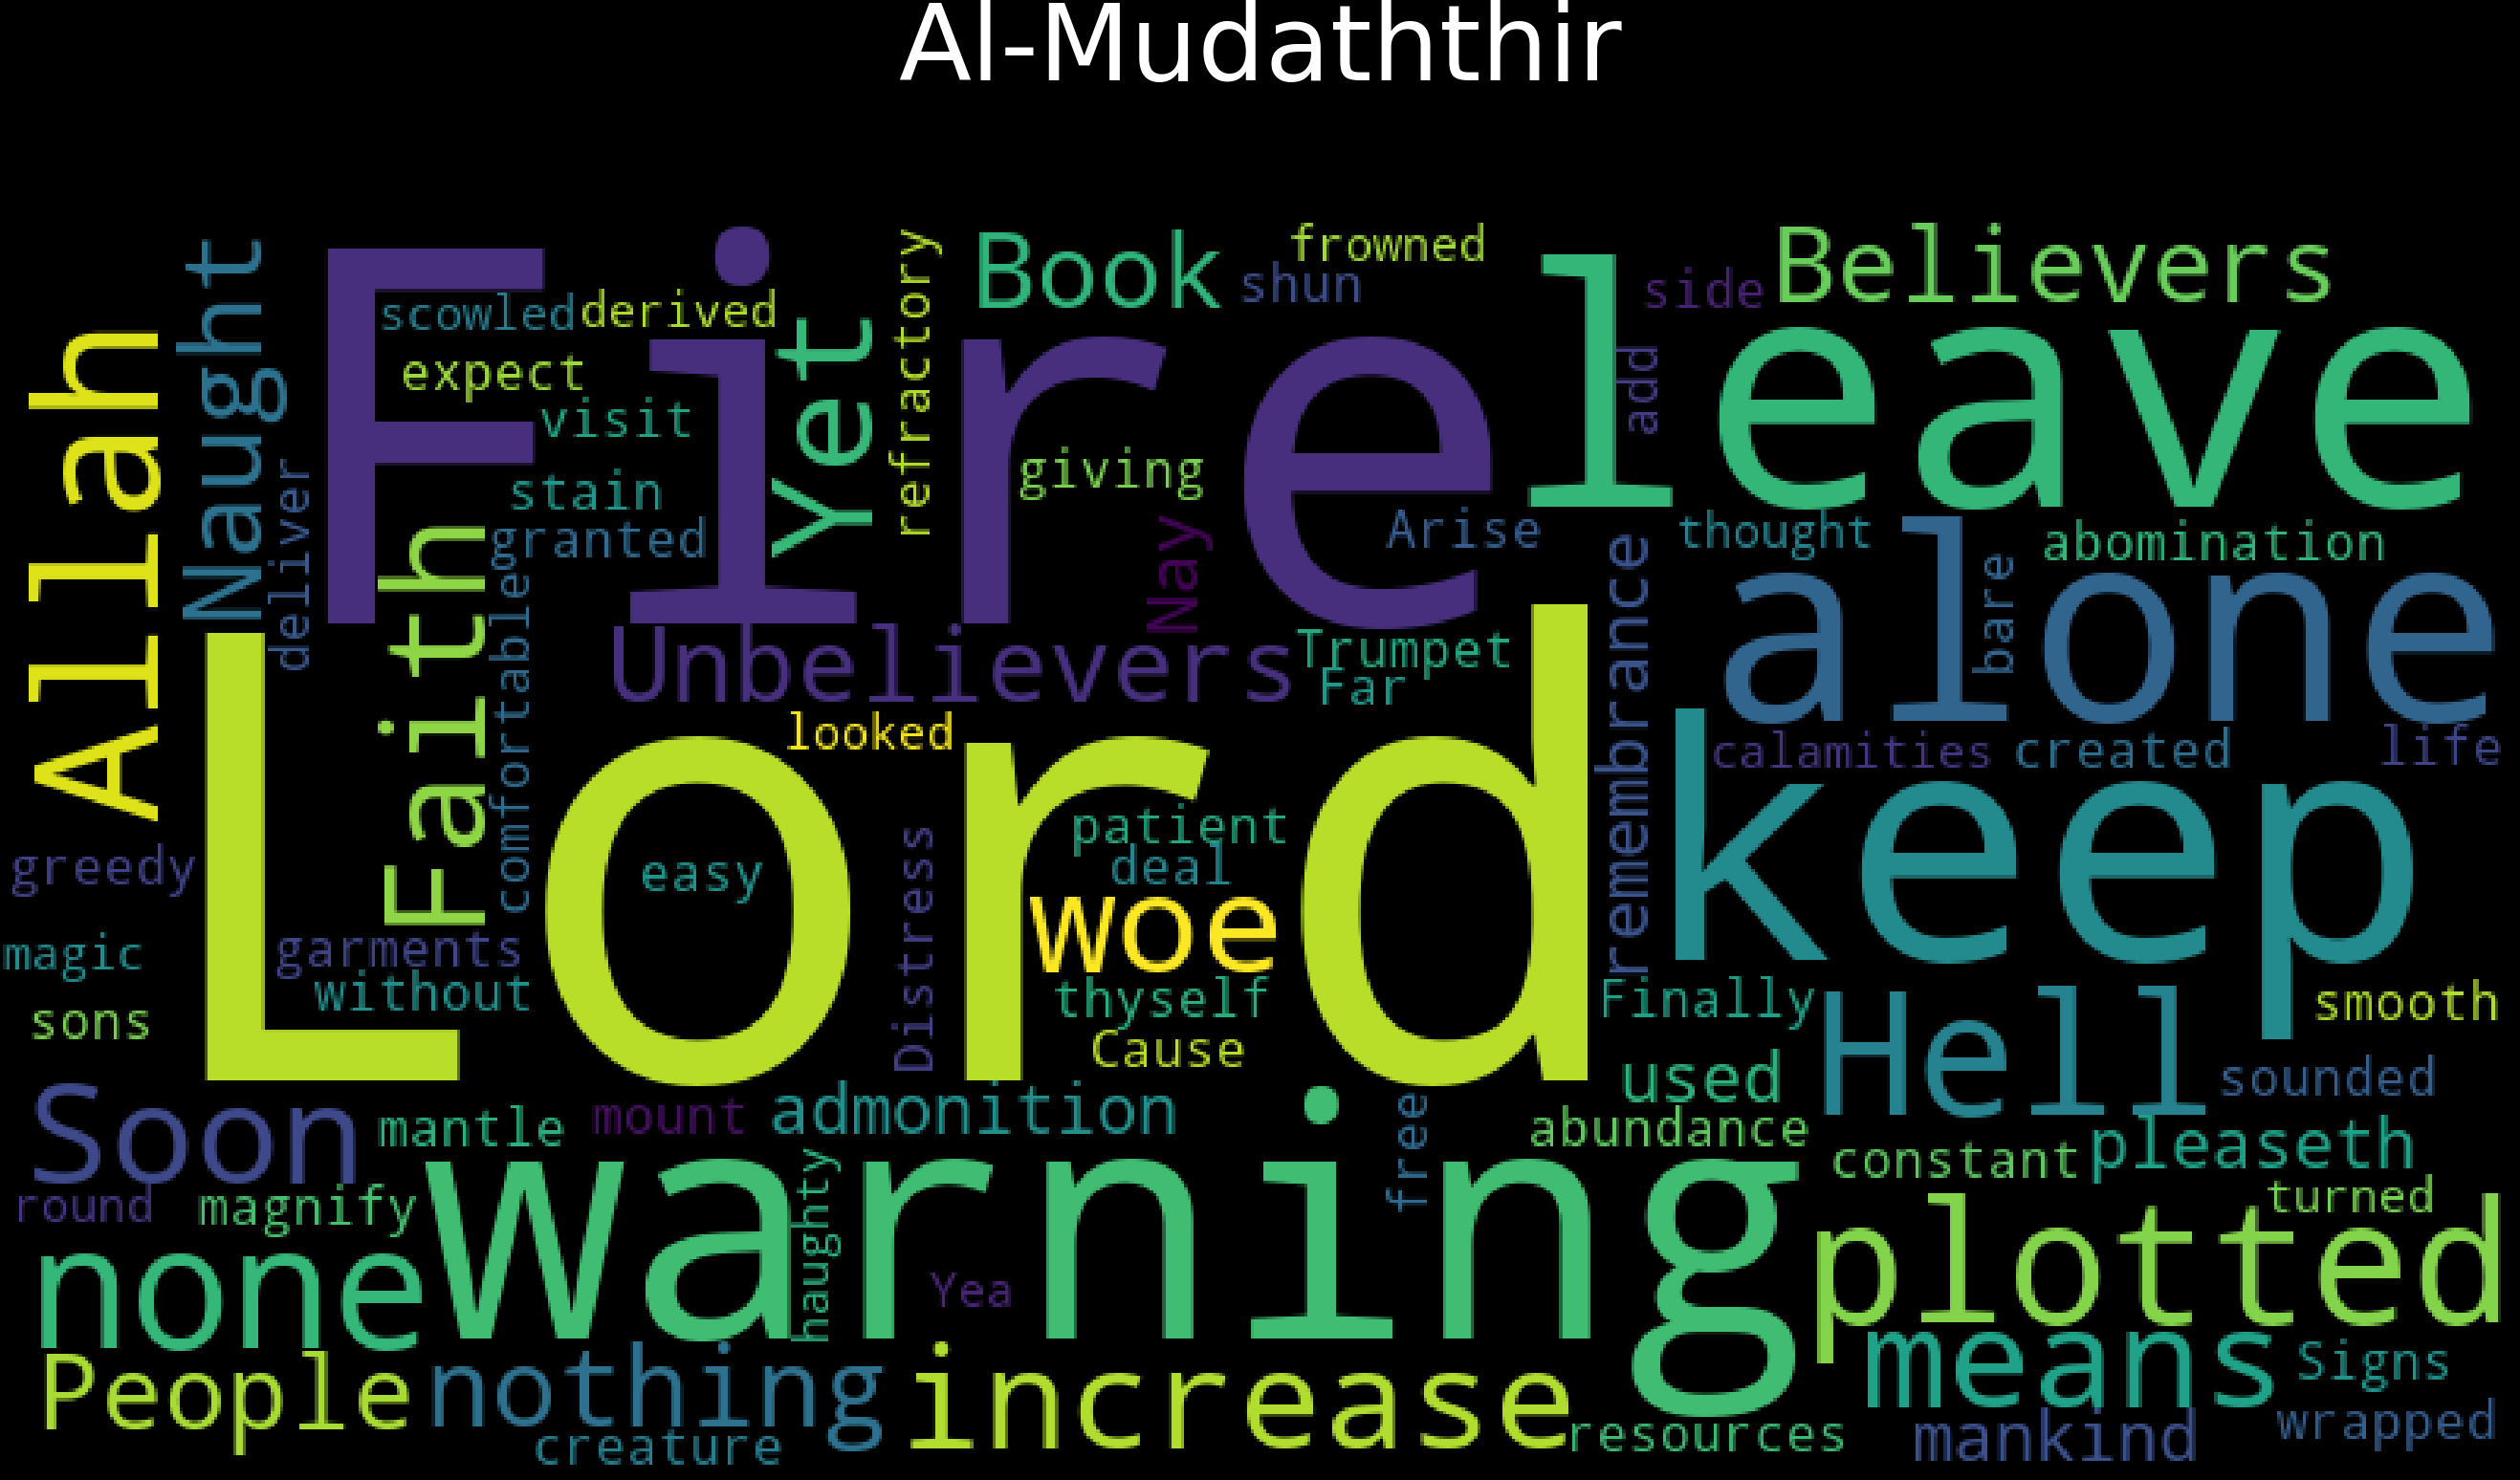 Al-Mudaththir
Allah
Naught
Fire
scowled
derived
expect
visit
stain
granted
Yet
refractory
Book
frowned
shun
giving
Nay
leave
side
Believers
add
Arise
thought
abomination
deliver
Faith
comfortable
Unbelievers
Trumpet
Far
remembrance
alone
bare
looked
Lord
calamities
created
life
keep
greedy
easy
Distress
patient
deal
woe
thyself
Cause
magic
garments
without
sons
Finally
Hell
smooth
used
sounded
Soon
mantle
mount
admonition
free
abundance
constant
pleaseth
round
magnify
warning
haughty
Yea
turned
plotted
none
People
nothing
increase
means
Signs
creature
resources
mankind
wrapped